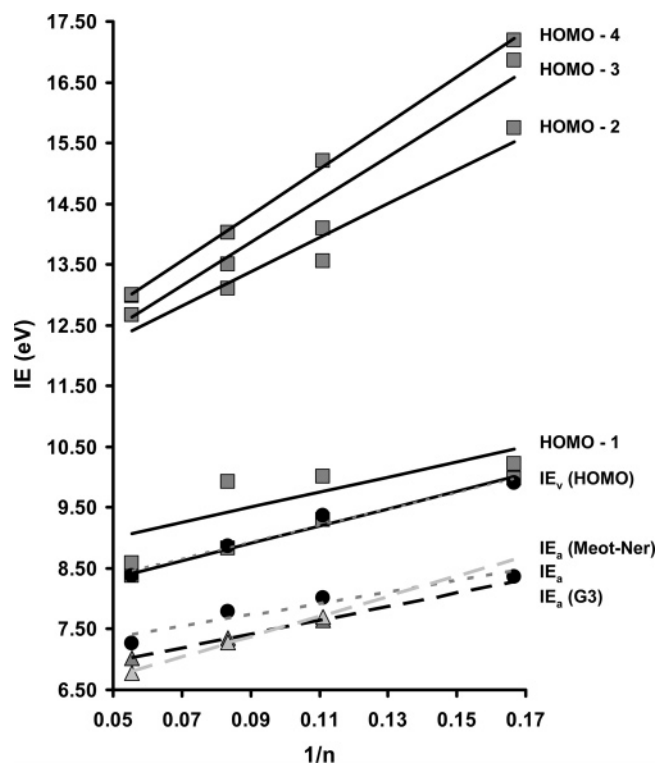 17.50
HOMO - 4
HOMO - 3
16.50
HOMO - 2
15.50
14.50
13.50
12.50
IE (eV)
11.50
10.50
HOMO - 1
IEv (HOMO)
9.50
IEa (Meot-Ner)
8.50
IEa
IEa (G3)
7.50
6.50
0.05 0.07 0.09 0.11 0.13 0.15 0.17
1/n